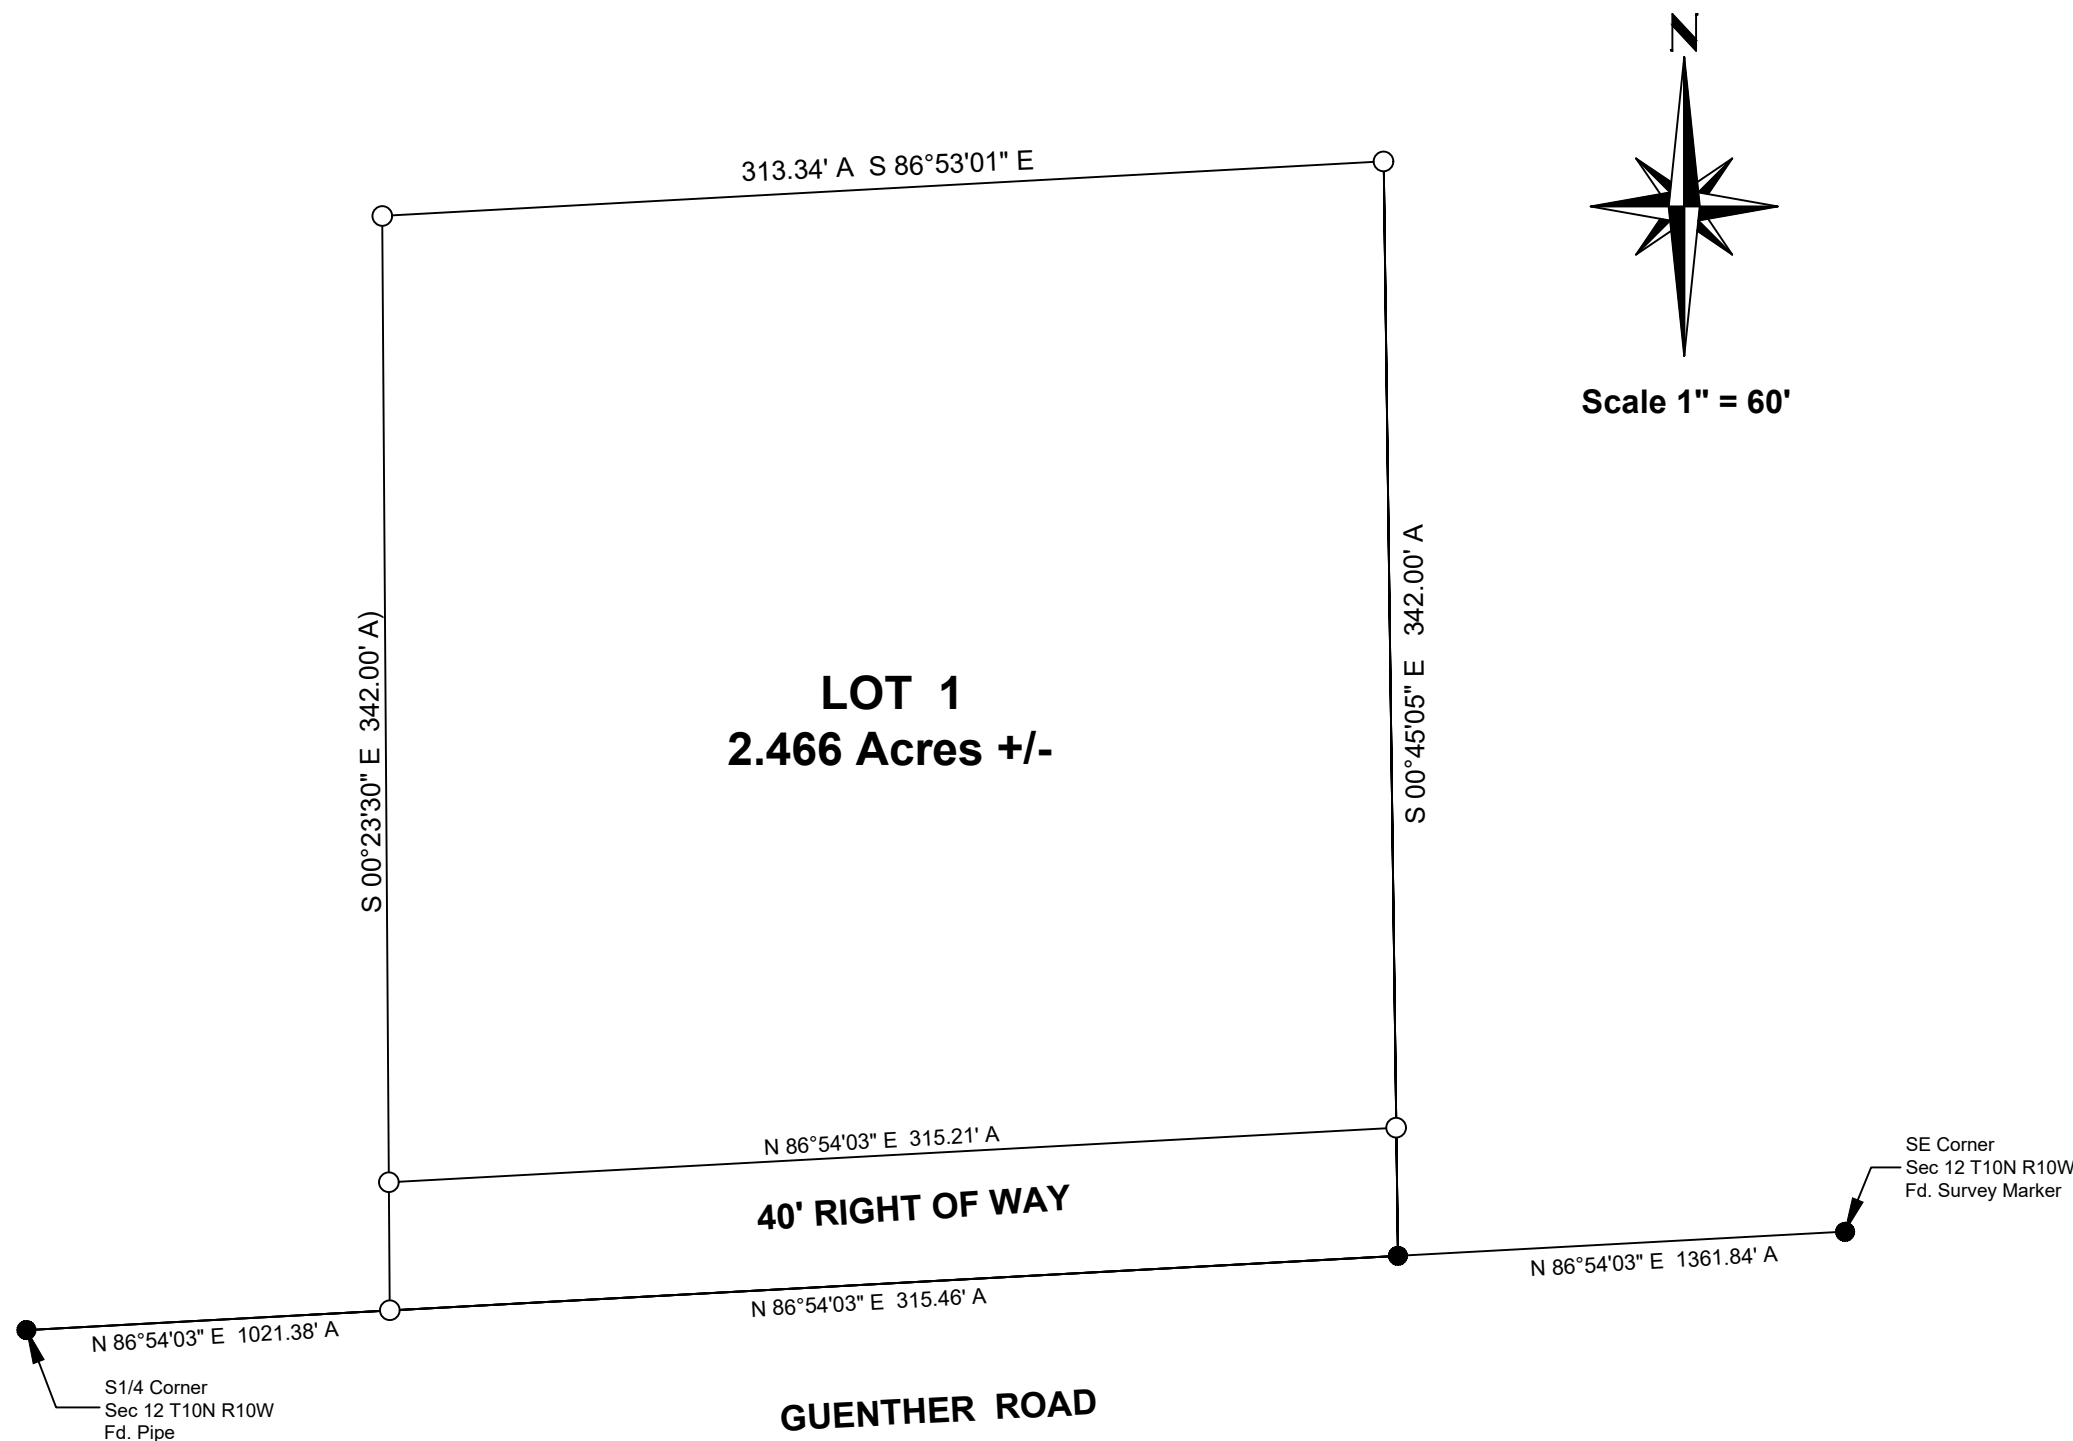 N
313.34' A  S 86°53'01" E
Scale 1" = 60'
S 00°23'30" E  342.00' A)
S 00°45'05" E  342.00' A
LOT  1
2.466 Acres +/-
N 86°54'03" E  315.21' A
40' RIGHT OF WAY
SE Corner
Sec 12 T10N R10W
Fd. Survey Marker
N 86°54'03" E  1361.84' A
N 86°54'03" E  315.46' A
N 86°54'03" E  1021.38' A
S1/4 Corner
Sec 12 T10N R10W
Fd. Pipe
GUENTHER  ROAD